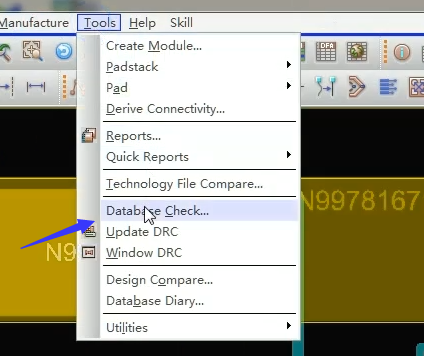 Manufacture Tools Help Skill
Create Module...
Padstack
Pad
Derive Connectivity...
Reports...
Quick Reports
Technology File Compare...
Database Check...
N9978167
Update DRC
N9
Window DRC
Design Compare...
Database Diary...
Utilities